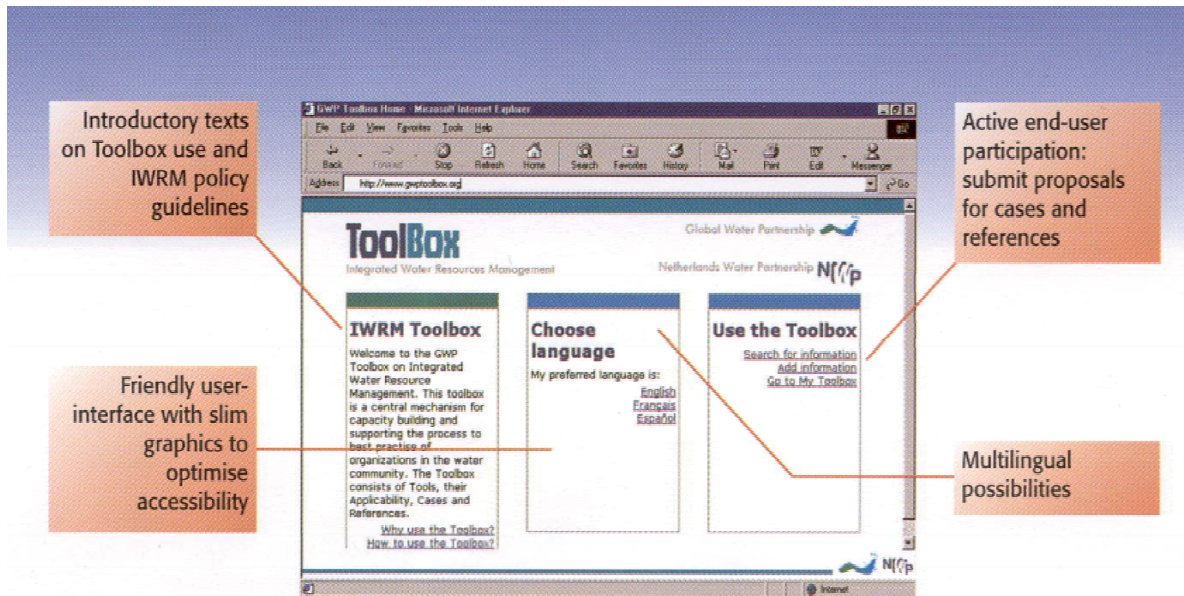 Introductory texts
on Toolbox use and
IWRM policy
guidelines
Friendly user-
interface with slim
graphics to
optimise
accessibility
GWP Toolbox Home - Microsoft Internet Explorer
File Edit View Favorites Tools Help
Back Forward Stop Refresh Home Search Favorites History Mail Print Edit Messenger
Address http://www.gwptoolbox.org Go
ToolBox
Integrated Water Resources Management
Global Water Partnership
Netherlands Water Partnership NWP
IWRM Toolbox
Welcome to the GWP
Toolbox on Integrated
Water Resource
Management. This toolbox
is a central mechanism for
capacity building and
supporting the process to
best practise of
organizations in the water
community. The Toolbox
consists of Tools, their
Applicability, Cases and
References.
Why use the Toolbox?
How to use the Toolbox?
Choose
language
My preferred language is:
English
Français
Español
Use the Toolbox
Search for information
Add information
Go to My Toolbox
NWP
Internet
Active end-user
participation:
submit proposals
for cases and
references
Multilingual
possibilities